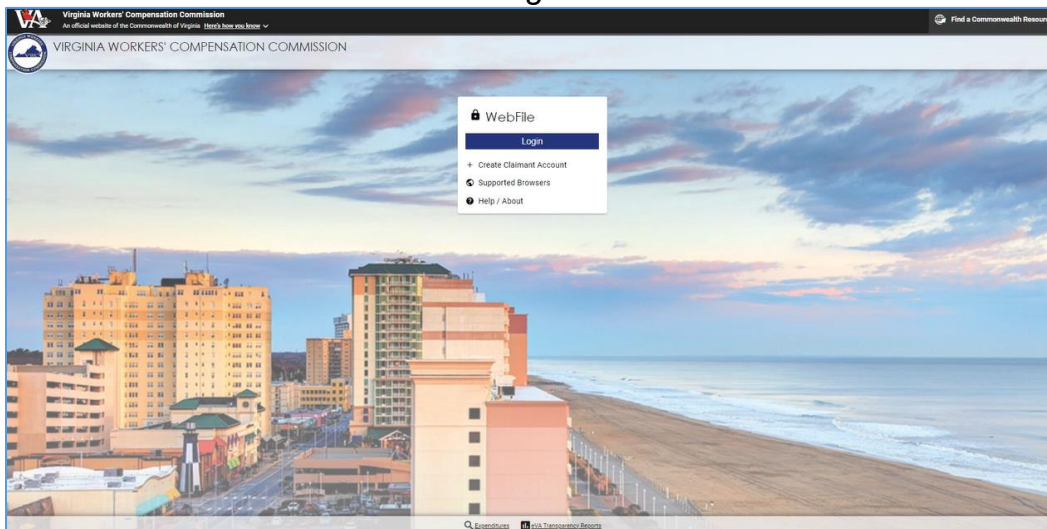 Virginia Workers' Compensation Commission
An official website of the Commonwealth of Virginia Here's how you know
Find a Commonwealth Resour
VIRGINIA WORKERS' COMPENSATION COMMISSION
WebFile
Login
+ Create Claimant Account
Supported Browsers
Help / About
Expenditures
eVA Transparency Reports